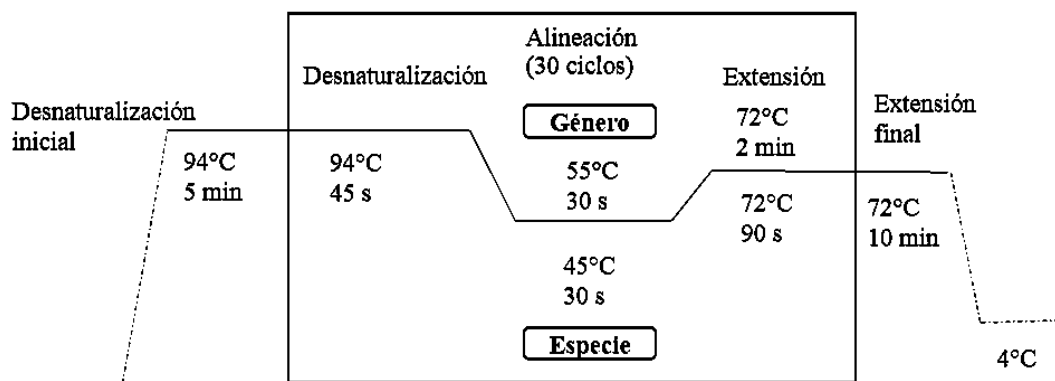 Desnaturalización
inicial
94°C
5 min
Desnaturalización
94°C
45 s
Alineación
(30 ciclos)
Género
55°C
30 s
45°C
30 s
Especie
Extensión
72°C
2 min
72°C
90 s
Extensión
final
72°C
10 min
4°C